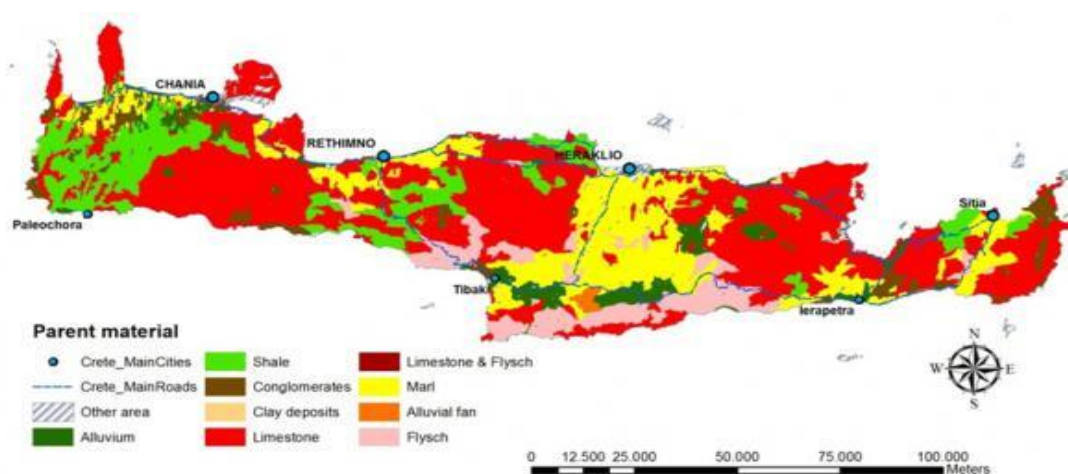 CHANIA
RETHIMNO
HERAKLIO
Sitia
Paleochora
Tibaki
Ierapetra
Parent material
Crete_MainCities
Crete_MainRoads
Other area
Alluvium
Shale
Conglomerates
Clay deposits
Limestone
Limestone & Flysch
Marl
Alluvial fan
Flysch
N
W E
S
0 12.500 25.000 50.000 75.000 100.000
Meters